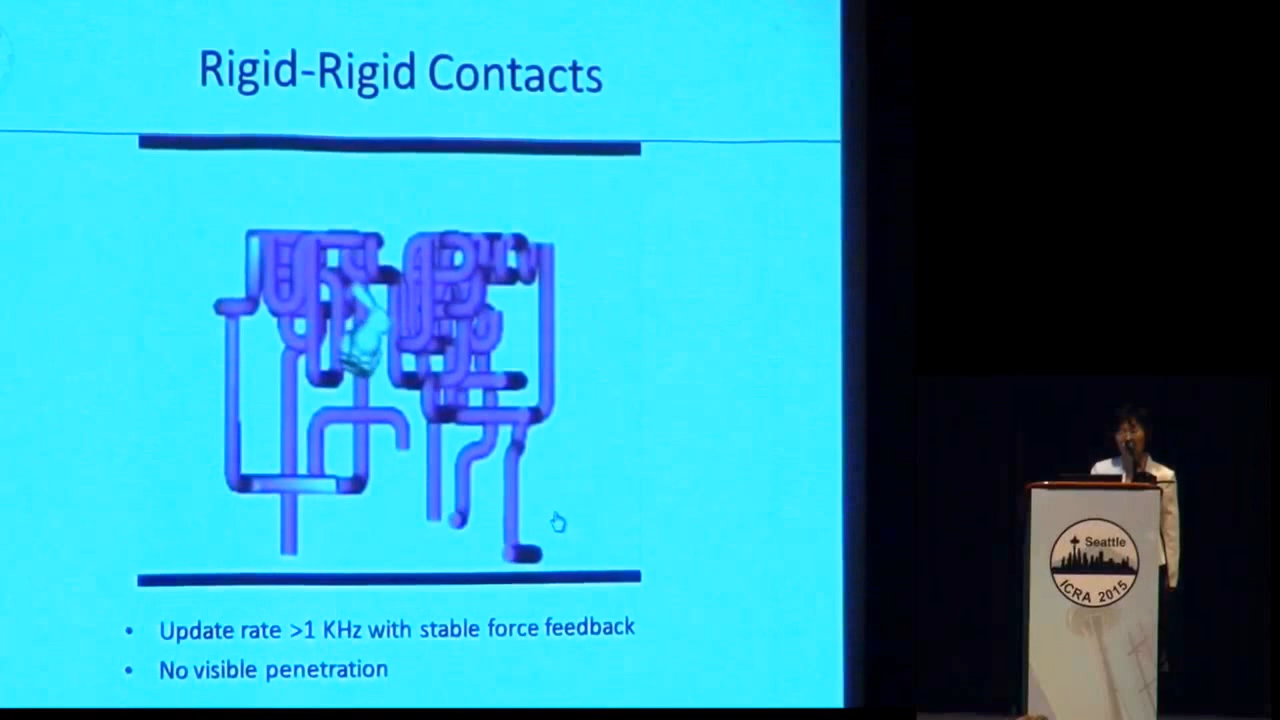 Rigid-Rigid Contacts
• Update rate >1 KHz with stable force feedback
• No visible penetration
Seattle
ICRA 2015